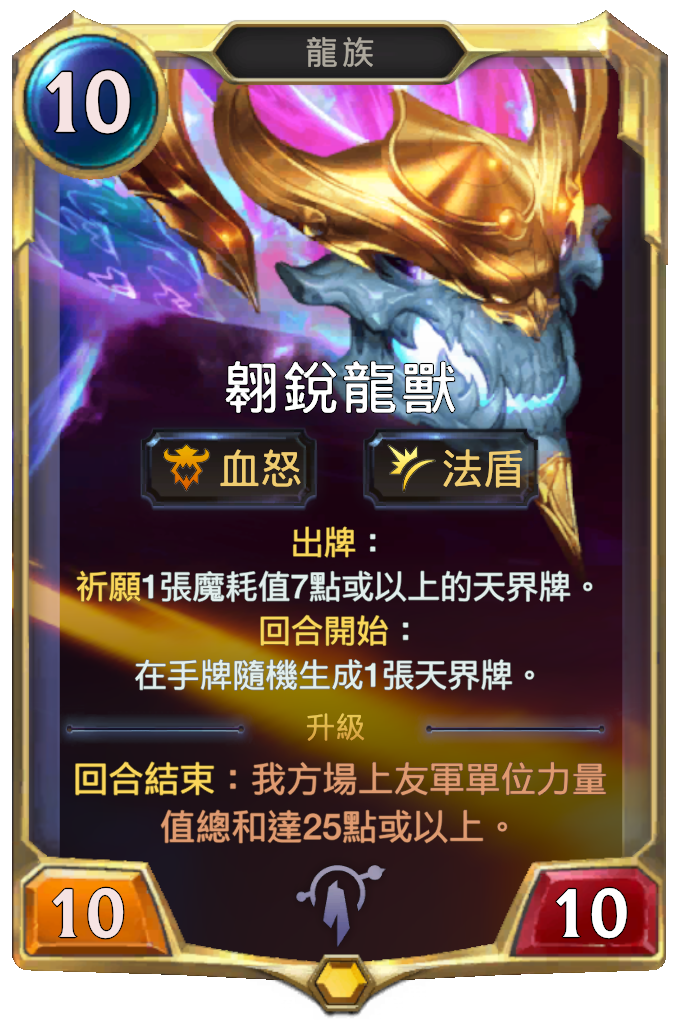 龍族
10
翱銳龍獸
血怒 法盾
出牌：
祈願1張魔耗值7點或以上的天界牌。
回合開始：
在手牌隨機生成1張天界牌。
升級
回合結束：我方場上友軍單位力量
值總和達25點或以上。
10 10